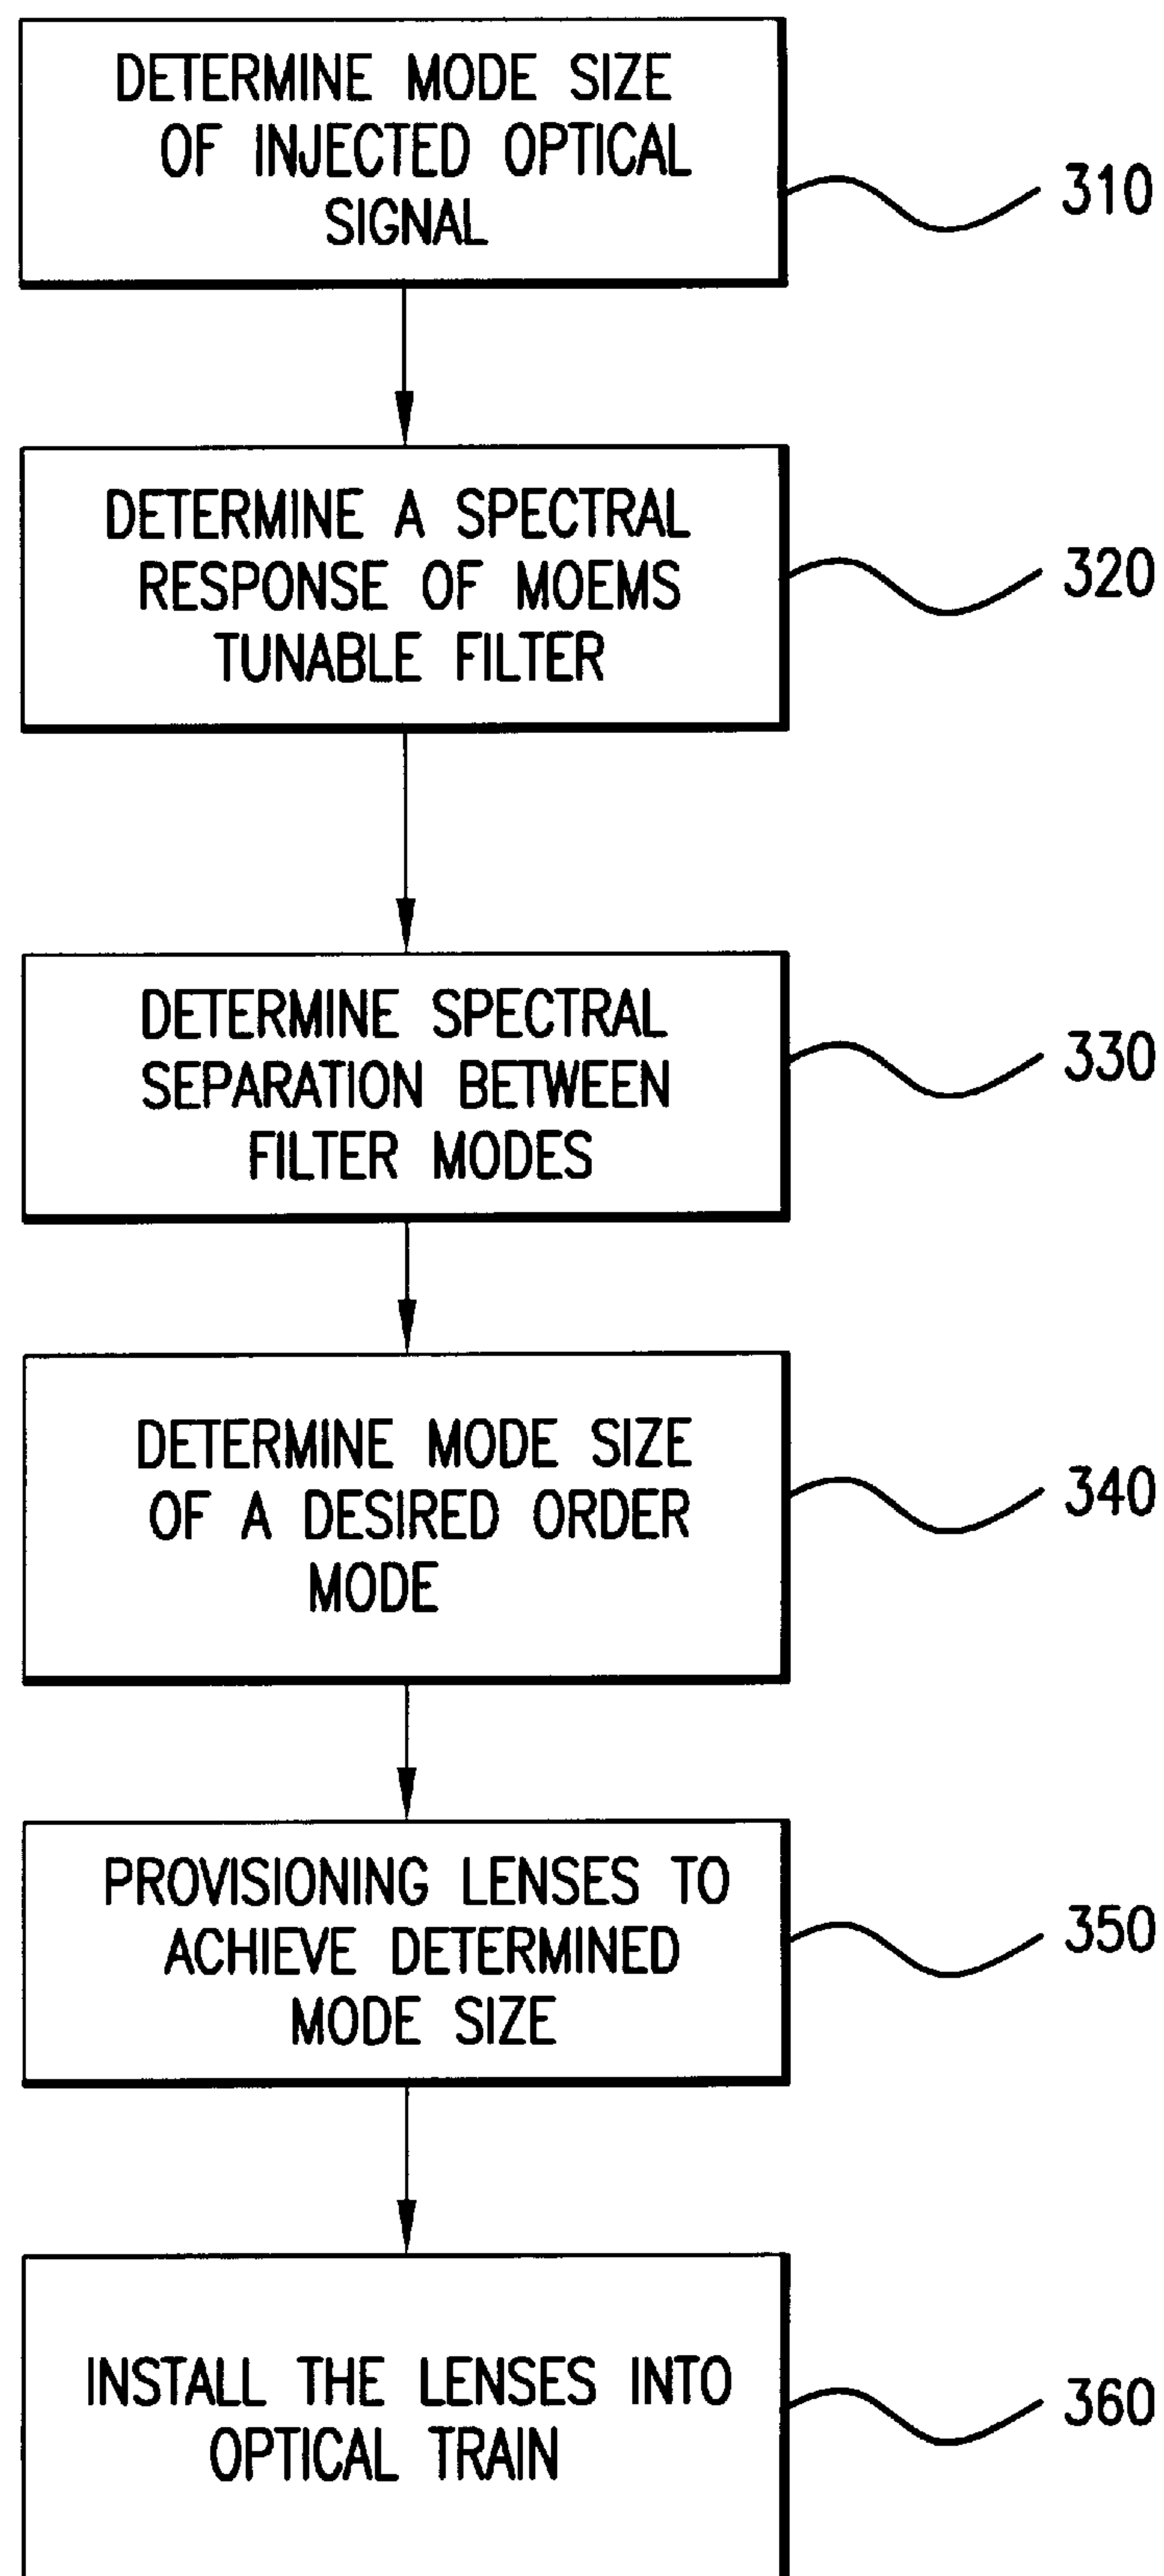 DETERMINE MODE SIZE
OF INJECTED OPTICAL
SIGNAL
310
DETERMINE A SPECTRAL
RESPONSE OF MOEMS
TUNABLE FILTER
320
DETERMINE SPECTRAL
SEPARATION BETWEEN
FILTER MODES
330
DETERMINE MODE SIZE
OF A DESIRED ORDER
MODE
340
PROVISIONING LENSES TO
ACHIEVE DETERMINED
MODE SIZE
350
INSTALL THE LENSES INTO
OPTICAL TRAIN
360